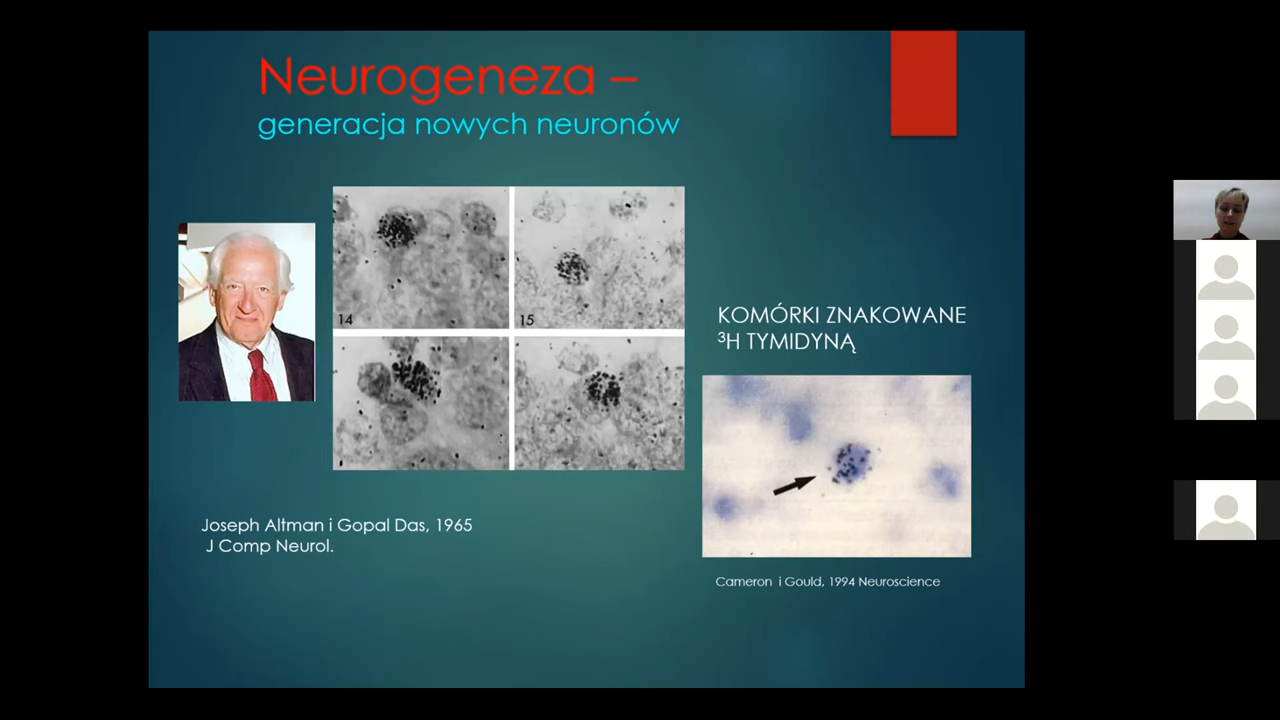 Neurogeneza –
generacja nowych neuronów
14
15
KOMÓRKI ZNAKOWANE
³H TYMIDYNĄ
Joseph Altman i Gopal Das, 1965
J Comp Neurol.
Cameron i Gould, 1994 Neuroscience